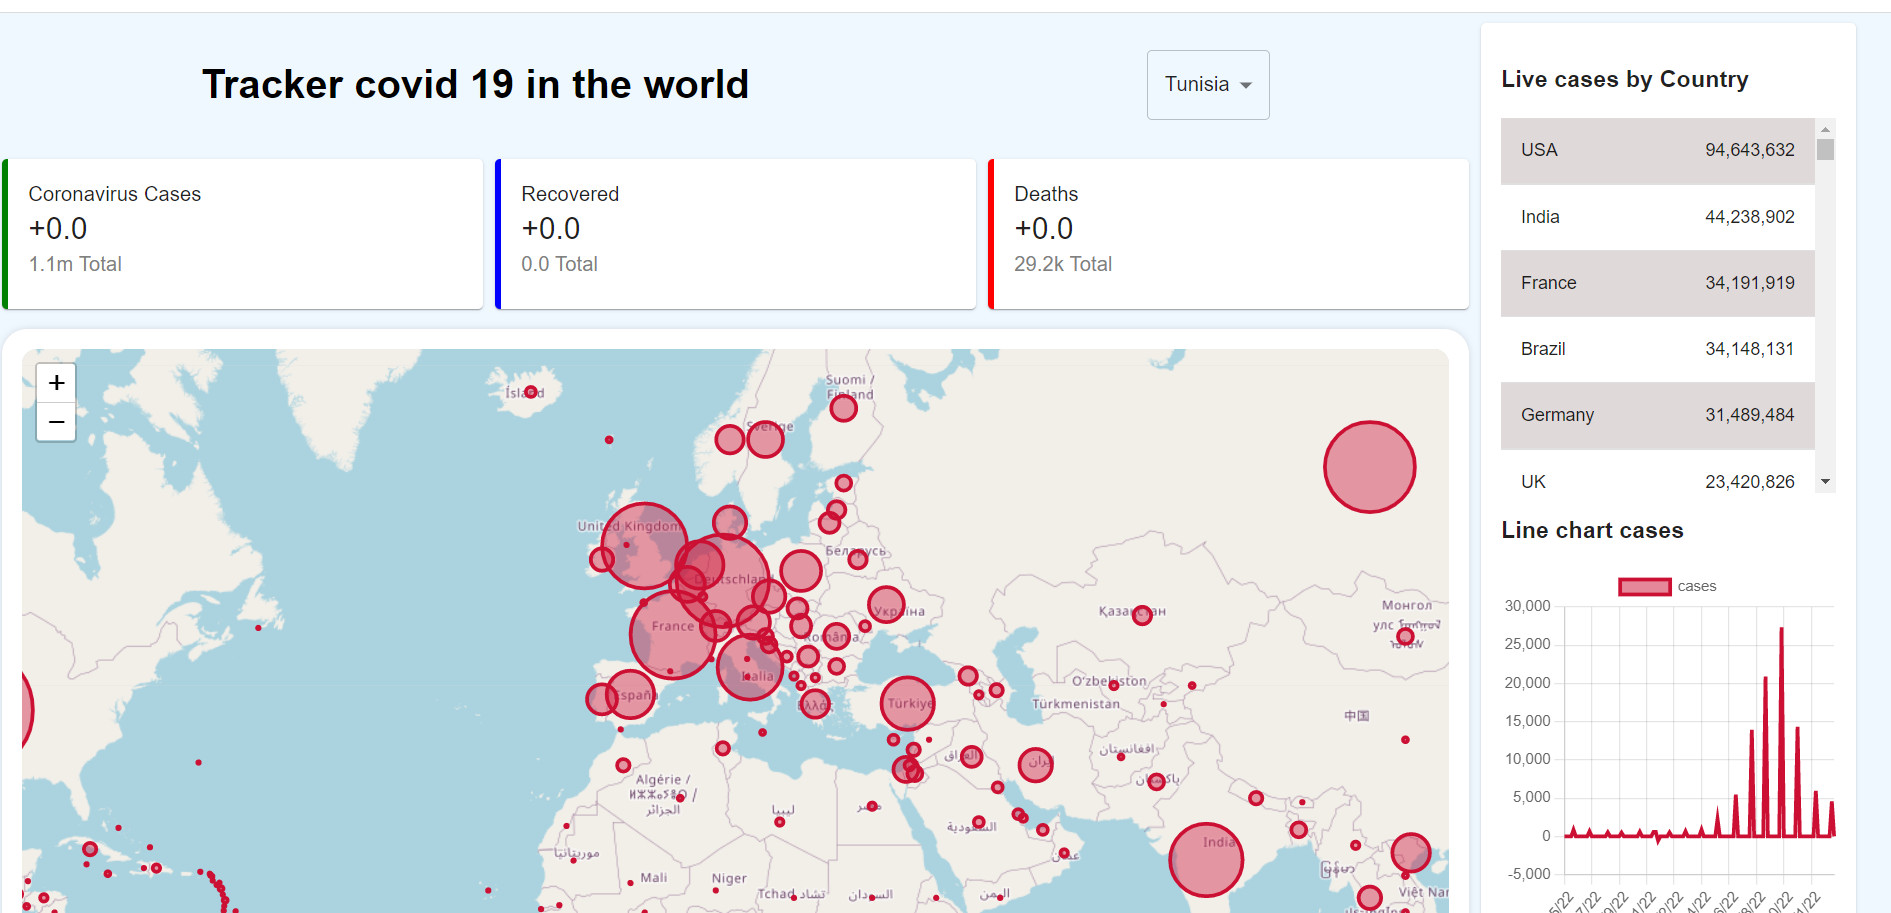 Tracker covid 19 in the world
Tunisia
Coronavirus Cases
+0.0
1.1m Total
Recovered
+0.0
0.0 Total
Deaths
+0.0
29.2k Total
+
−
Ísland
Suomi /
Finland
Sverige
United Kingdom
Беларусь
Deutschland
France
Україна
România
Italia
España
Ελλάς
Türkiye
Қазақстан
Монгол
улс
O'zbekiston
Türkmenistan
中国
افغانستان
پاکستان
ایران
العراق
Algérie /
ⵍⵣⵣⴰⵢⴻⵔ /
الجزائر
ليبيا
مصر
السعودية
عمان
India
موريتانيا
Mali
Niger
Tchad تشاد
السودان
اليمن
Việt Nam
Live cases by Country
USA 94,643,632
India 44,238,902
France 34,191,919
Brazil 34,148,131
Germany 31,489,484
UK 23,420,826
Line chart cases
cases
30,000
25,000
20,000
15,000
10,000
5,000
0
-5,000